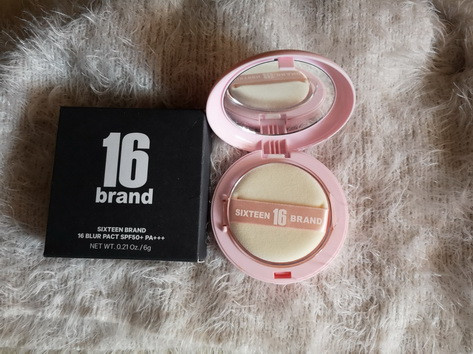 16
brand
SIXTEEN BRAND
16 BLUR PACT SPF50+ PA+++
NET WT. 0.21 Oz. / 6g
SIXTEEN 16 BRAND